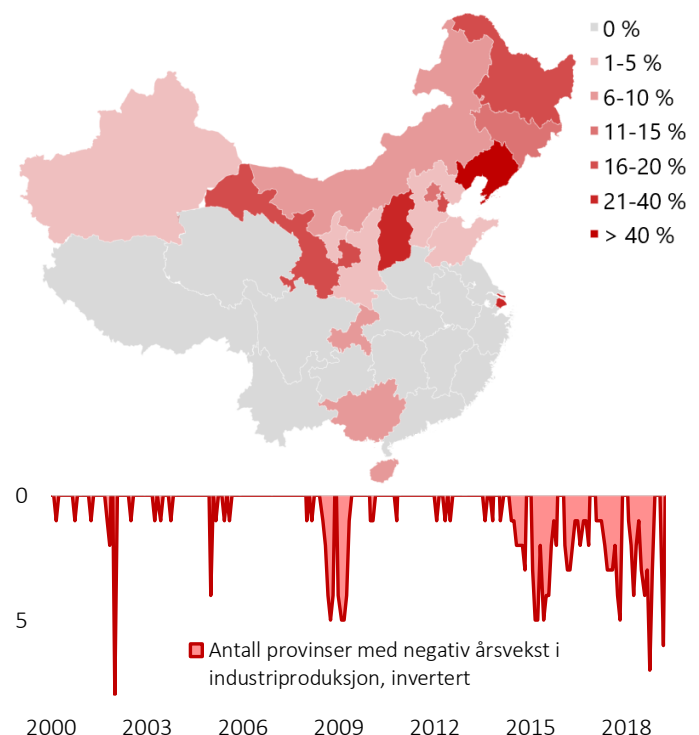 0 %
1-5 %
6-10 %
11-15 %
16-20 %
21-40 %
> 40 %
0
5
Antall provinser med negativ årsvekst i
industriproduksjon, invertert
2000 2003 2006 2009 2012 2015 2018